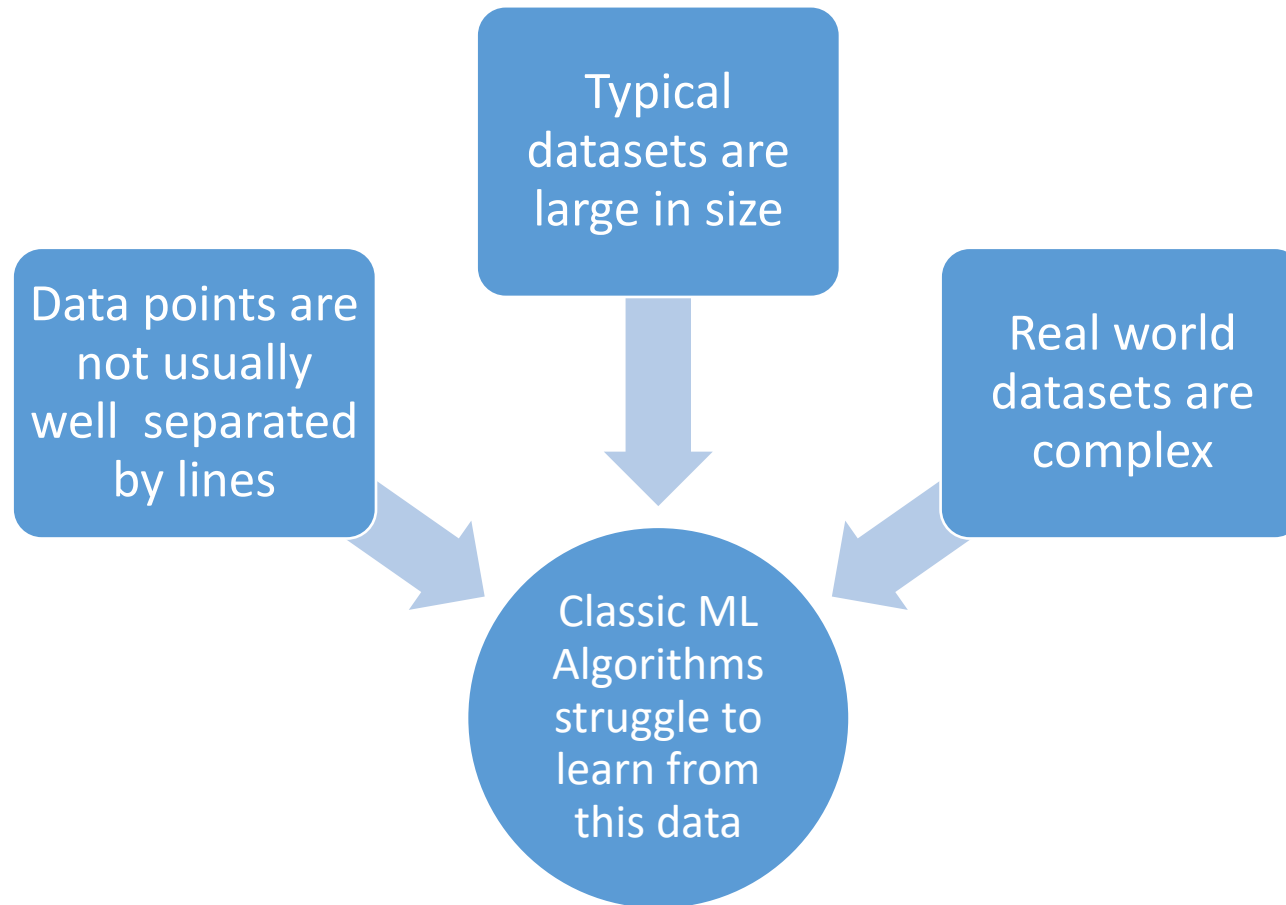 Typical
datasets are
large in size
Data points are
not usually
well  separated
by lines
Real world
datasets are
complex
Classic ML
Algorithms
struggle to
learn from
this data